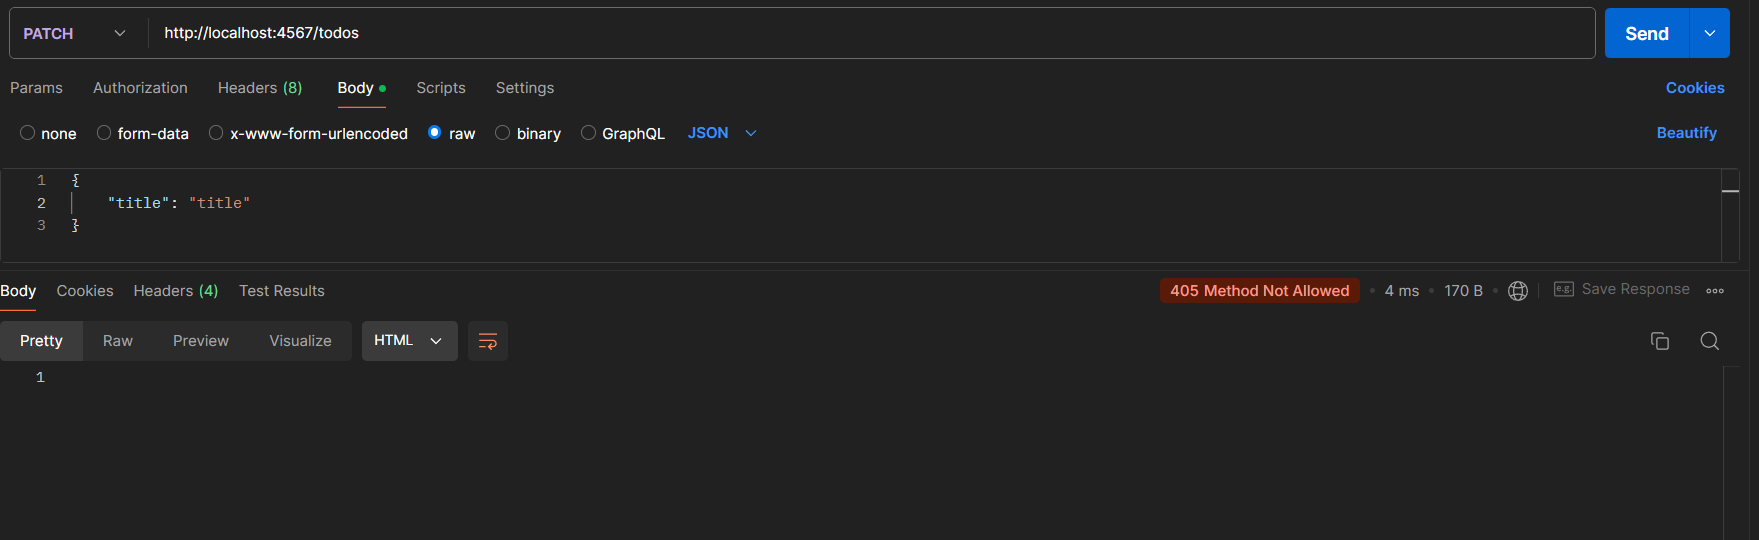 PATCH http://localhost:4567/todos Send
Params Authorization Headers (8) Body Scripts Settings Cookies
none form-data x-www-form-urlencoded raw binary GraphQL JSON Beautify
1 {
2 "title": "title"
3 }
Body Cookies Headers (4) Test Results 405 Method Not Allowed 4 ms 170 B e.g. Save Response
Pretty Raw Preview Visualize HTML
1